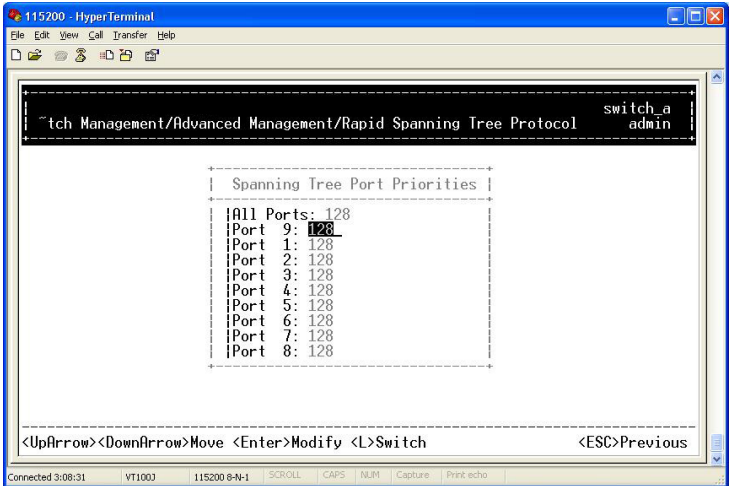 115200 - HyperTerminal
File Edit View Call Transfer Help
switch_a
~tch Management/Advanced Management/Rapid Spanning Tree Protocol admin
Spanning Tree Port Priorities
All Ports: 128
Port 9: 128
Port 1: 128
Port 2: 128
Port 3: 128
Port 4: 128
Port 5: 128
Port 6: 128
Port 7: 128
Port 8: 128
<UpArrow><DownArrow>Move <Enter>Modify <L>Switch <ESC>Previous
Connected 3:08:31 VT100J 115200 8-N-1 SCROLL CAPS NUM Capture Print echo